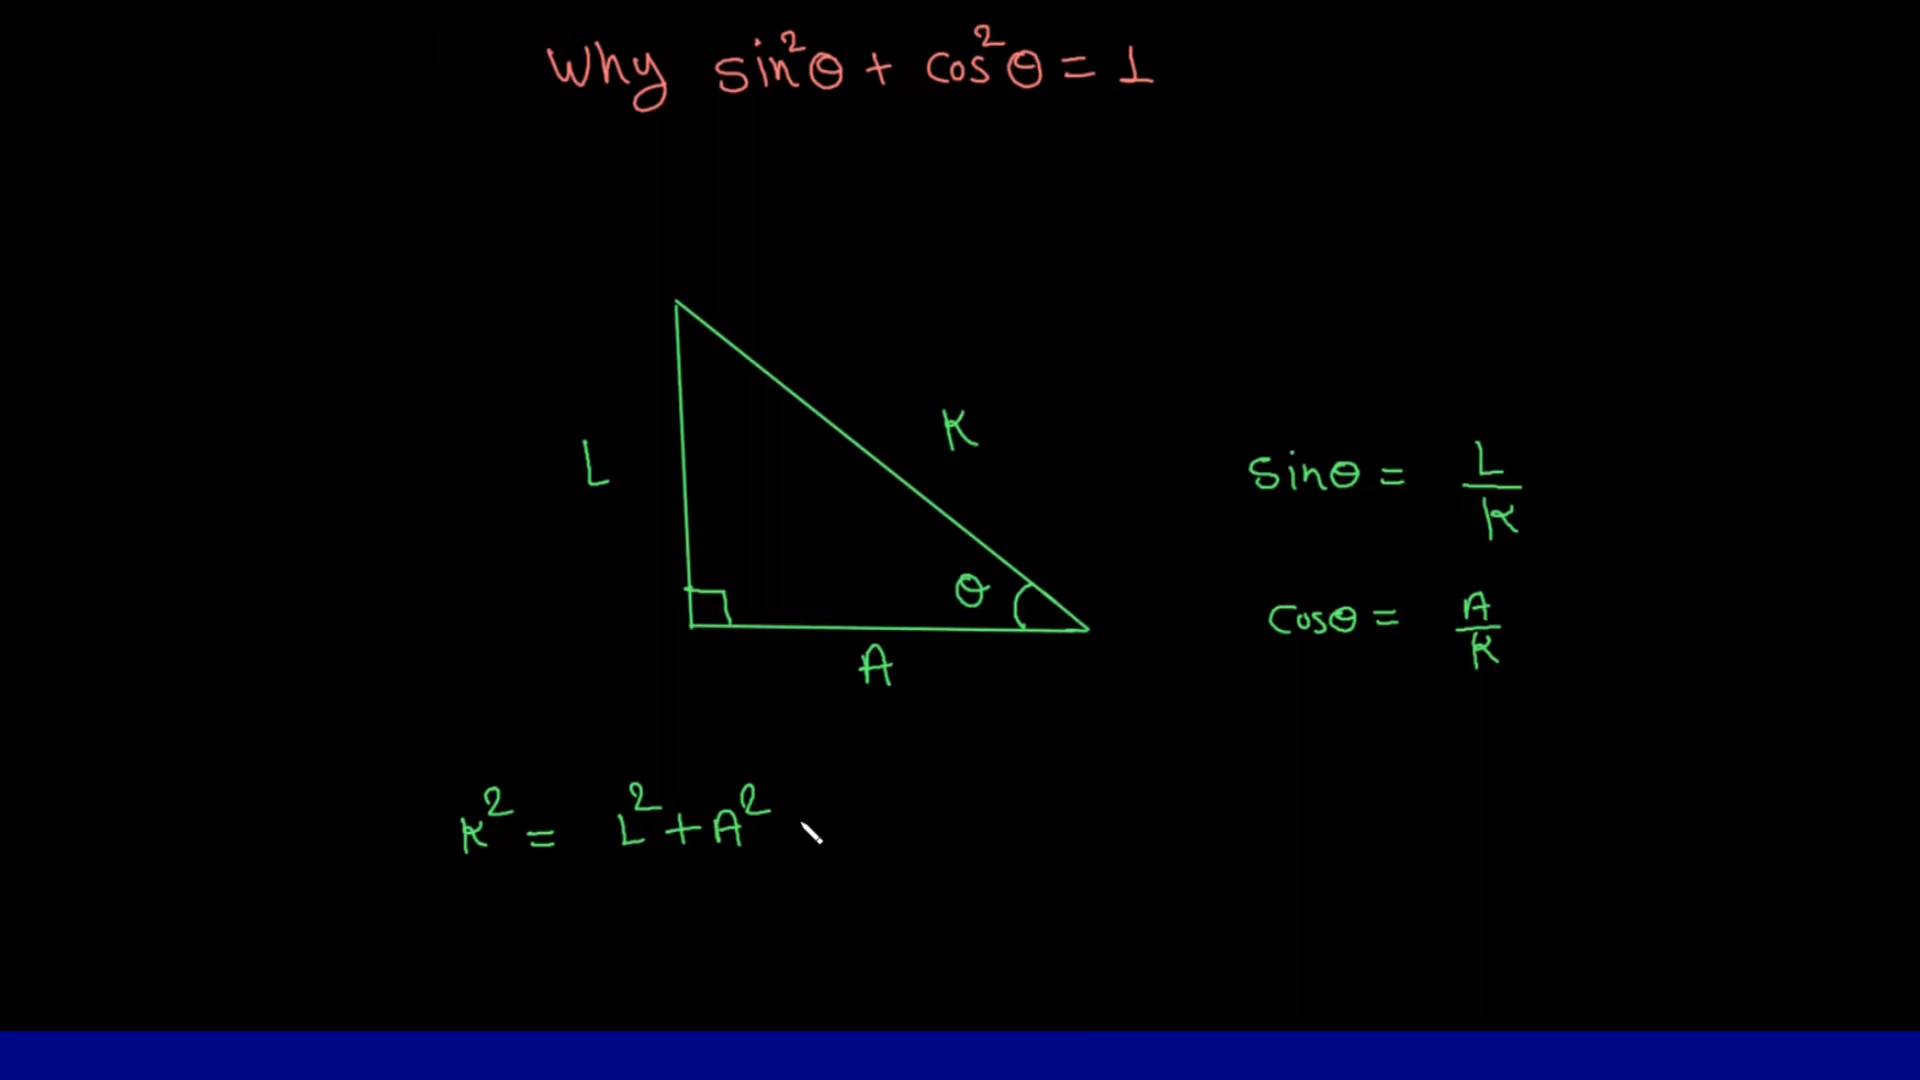 Why sin²θ + cos²θ = 1
L
K
θ
A
sinθ = L/K
cosθ = A/K
K² = L² + A²